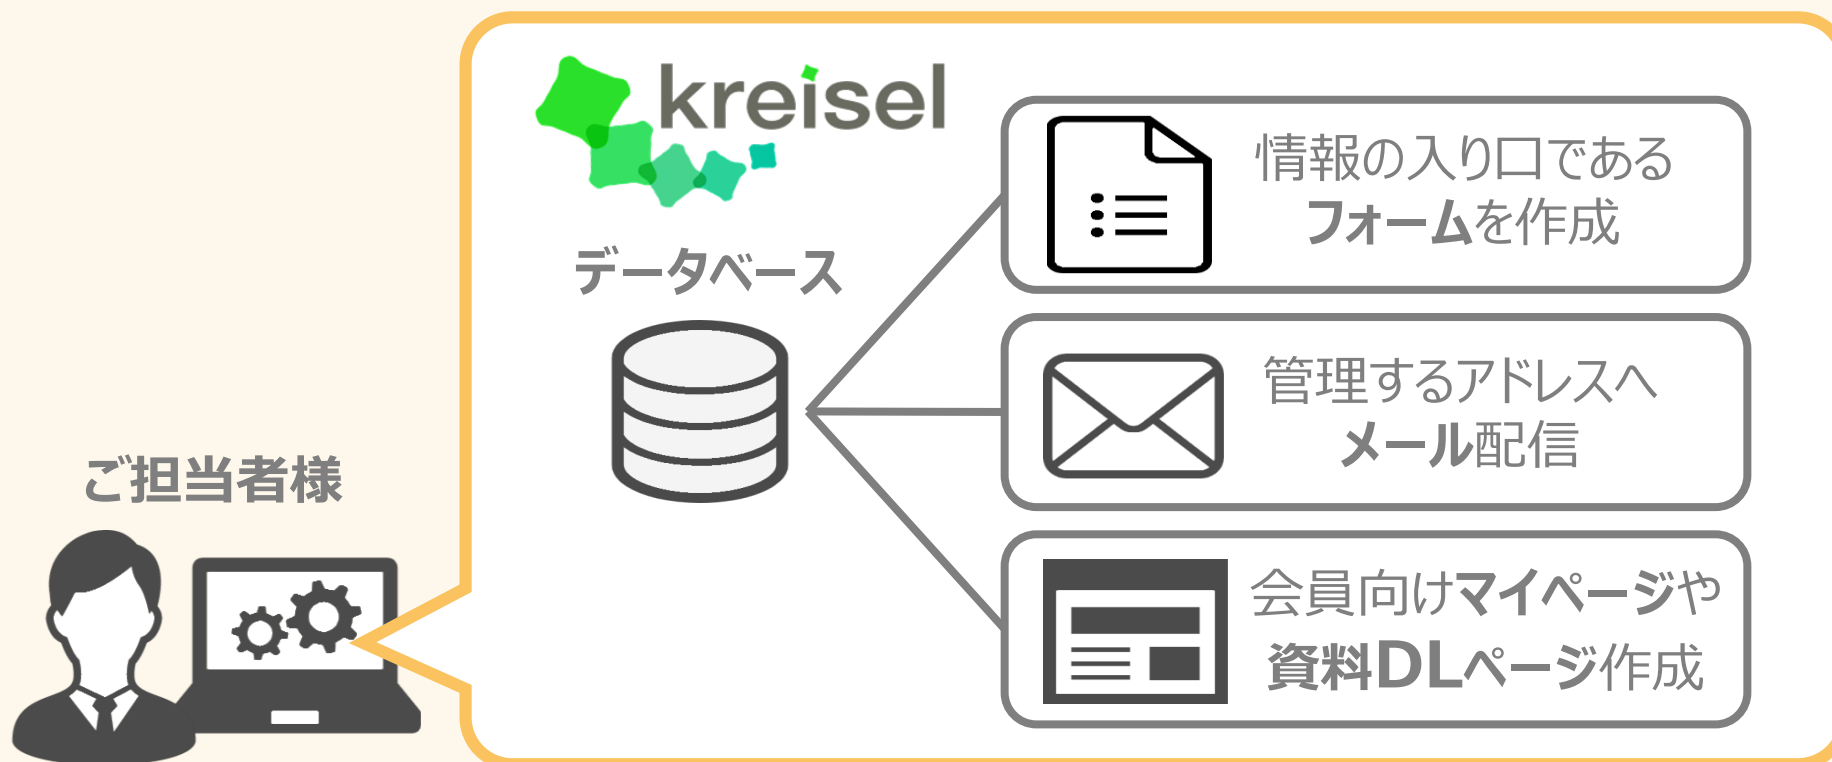 kreisel
データベース
ご担当者様
情報の入り口である
フォームを作成
管理するアドレスへ
メール配信
会員向けマイページや
資料DLページ作成